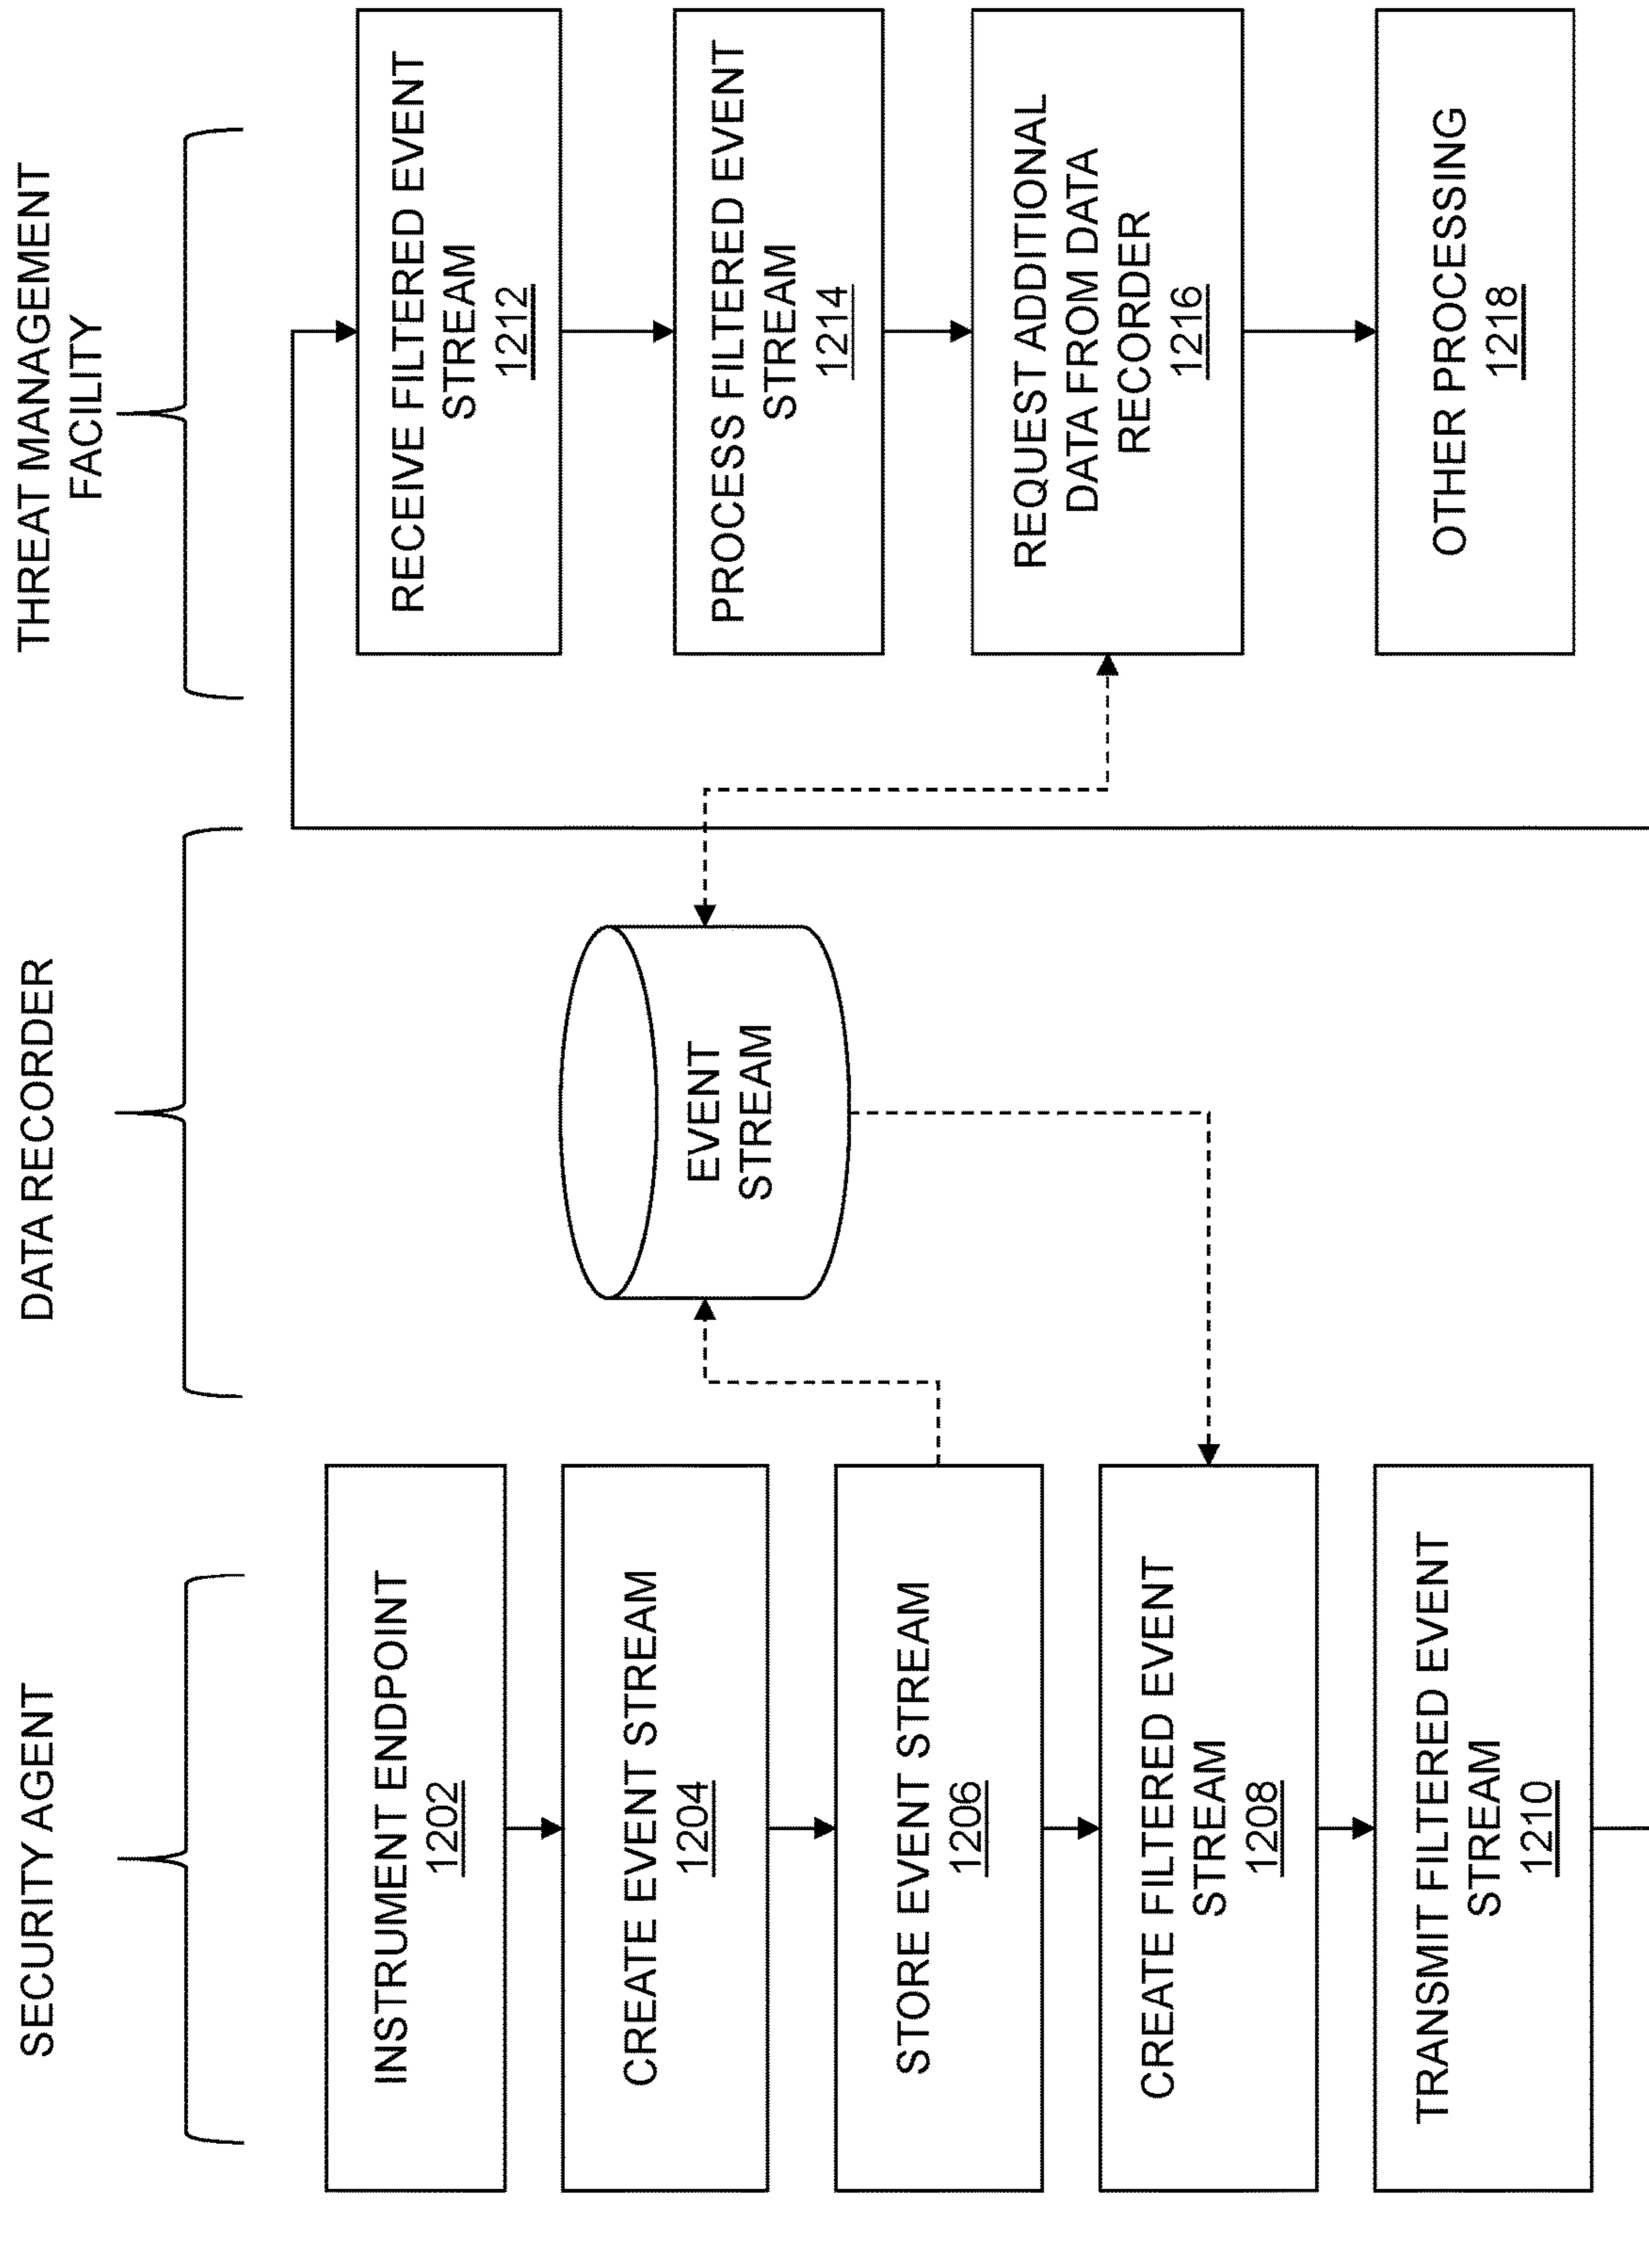 SECURITY AGENT
INSTRUMENT ENDPOINT
1202
CREATE EVENT STREAM
1204
STORE EVENT STREAM
1206
CREATE FILTERED EVENT
STREAM
1208
TRANSMIT FILTERED EVENT
STREAM
1210
DATA RECORDER
EVENT
STREAM
THREAT MANAGEMENT
FACILITY
RECEIVE FILTERED EVENT
STREAM
1212
PROCESS FILTERED EVENT
STREAM
1214
REQUEST ADDITIONAL
DATA FROM DATA
RECORDER
1216
OTHER PROCESSING
1218